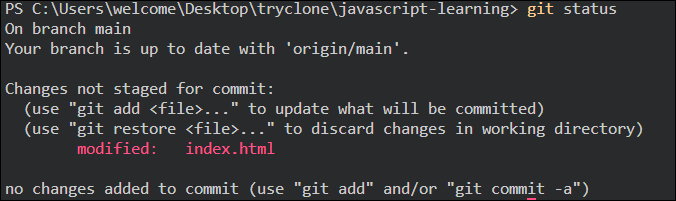 PS C:\Users\welcome\Desktop\tryclone\javascript-learning> git status
On branch main
Your branch is up to date with 'origin/main'.
Changes not staged for commit:
(use "git add <file>..." to update what will be committed)
(use "git restore <file>..." to discard changes in working directory)
modified: index.html
no changes added to commit (use "git add" and/or "git commit -a")